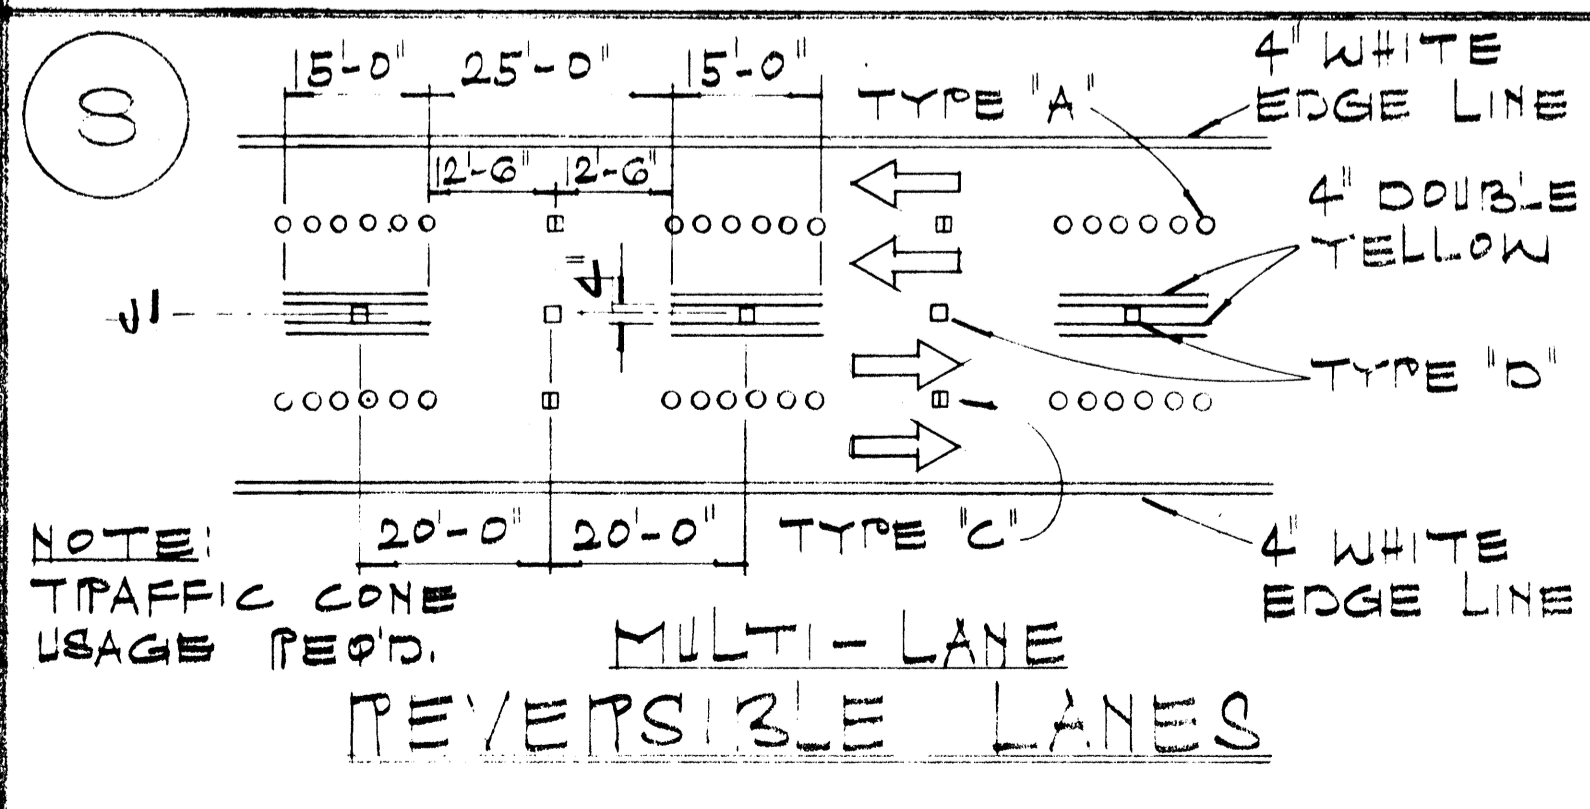 8
15'-0" 25'-0" 15'-0"
TYPE "A"
4" WHITE
EDGE LINE
12'-6" 12'-6"
4" DOUBLE
YELLOW
4"
TYPE "D"
20'-0" 20'-0"
TYPE "C"
4" WHITE
EDGE LINE
NOTE:
TRAFFIC CONE
USAGE REQ'D.
MULTI-LANE
REVERSIBLE LANES